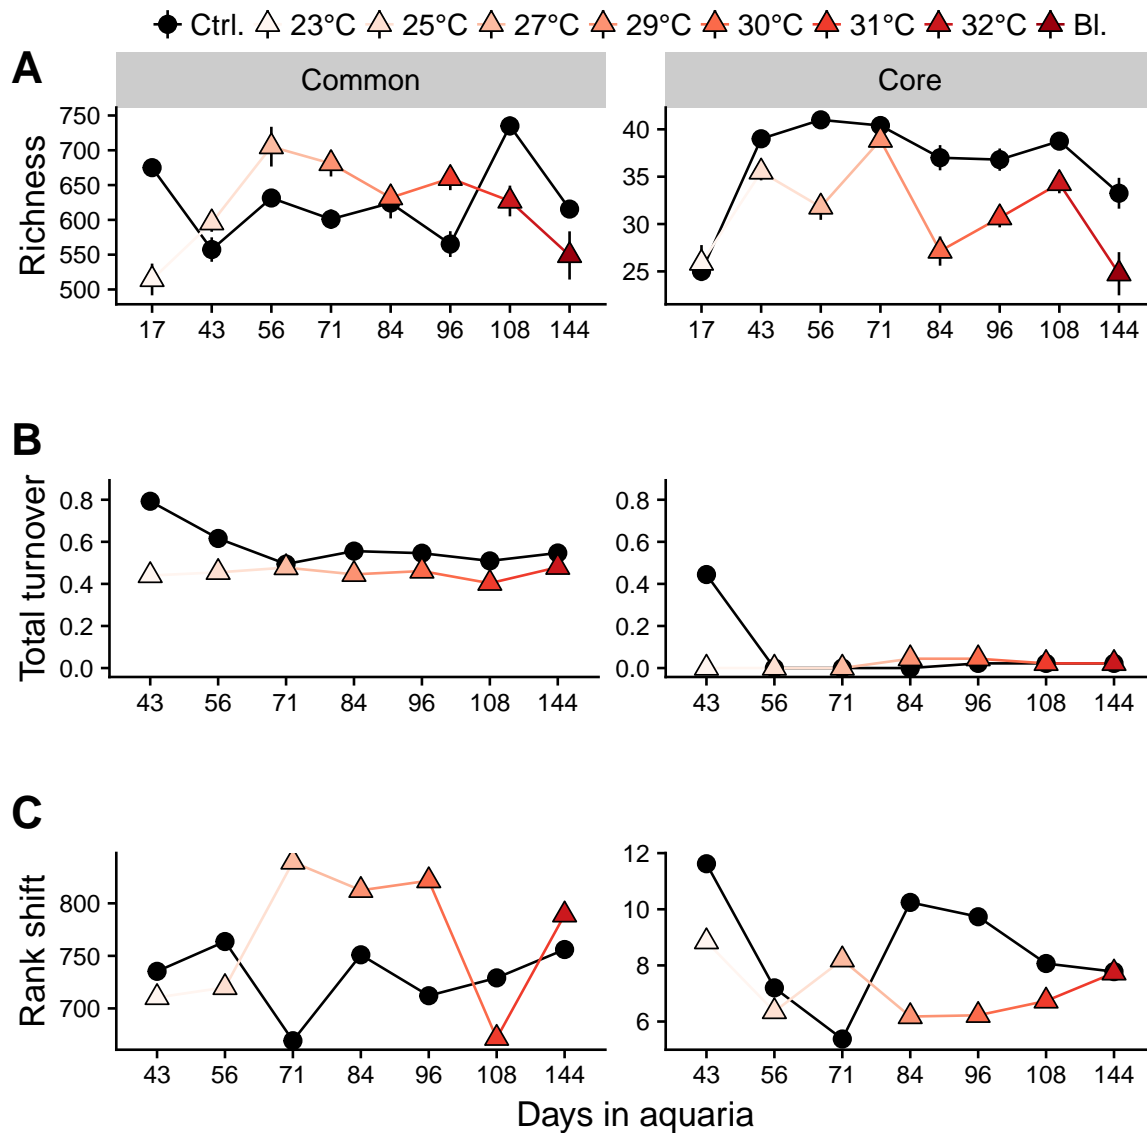 Ctrl. 23°C 25°C 27°C 29°C 30°C 31°C 32°C Bl.
A
Common Core
Richness
750
700
650
600
550
500
40
35
30
25
17 43 56 71 84 96 108 144
17 43 56 71 84 96 108 144
B
Total turnover
0.8
0.6
0.4
0.2
0.0
0.8
0.6
0.4
0.2
0.0
43 56 71 84 96 108 144
43 56 71 84 96 108 144
C
Rank shift
800
750
700
12
10
8
6
43 56 71 84 96 108 144
43 56 71 84 96 108 144
Days in aquaria